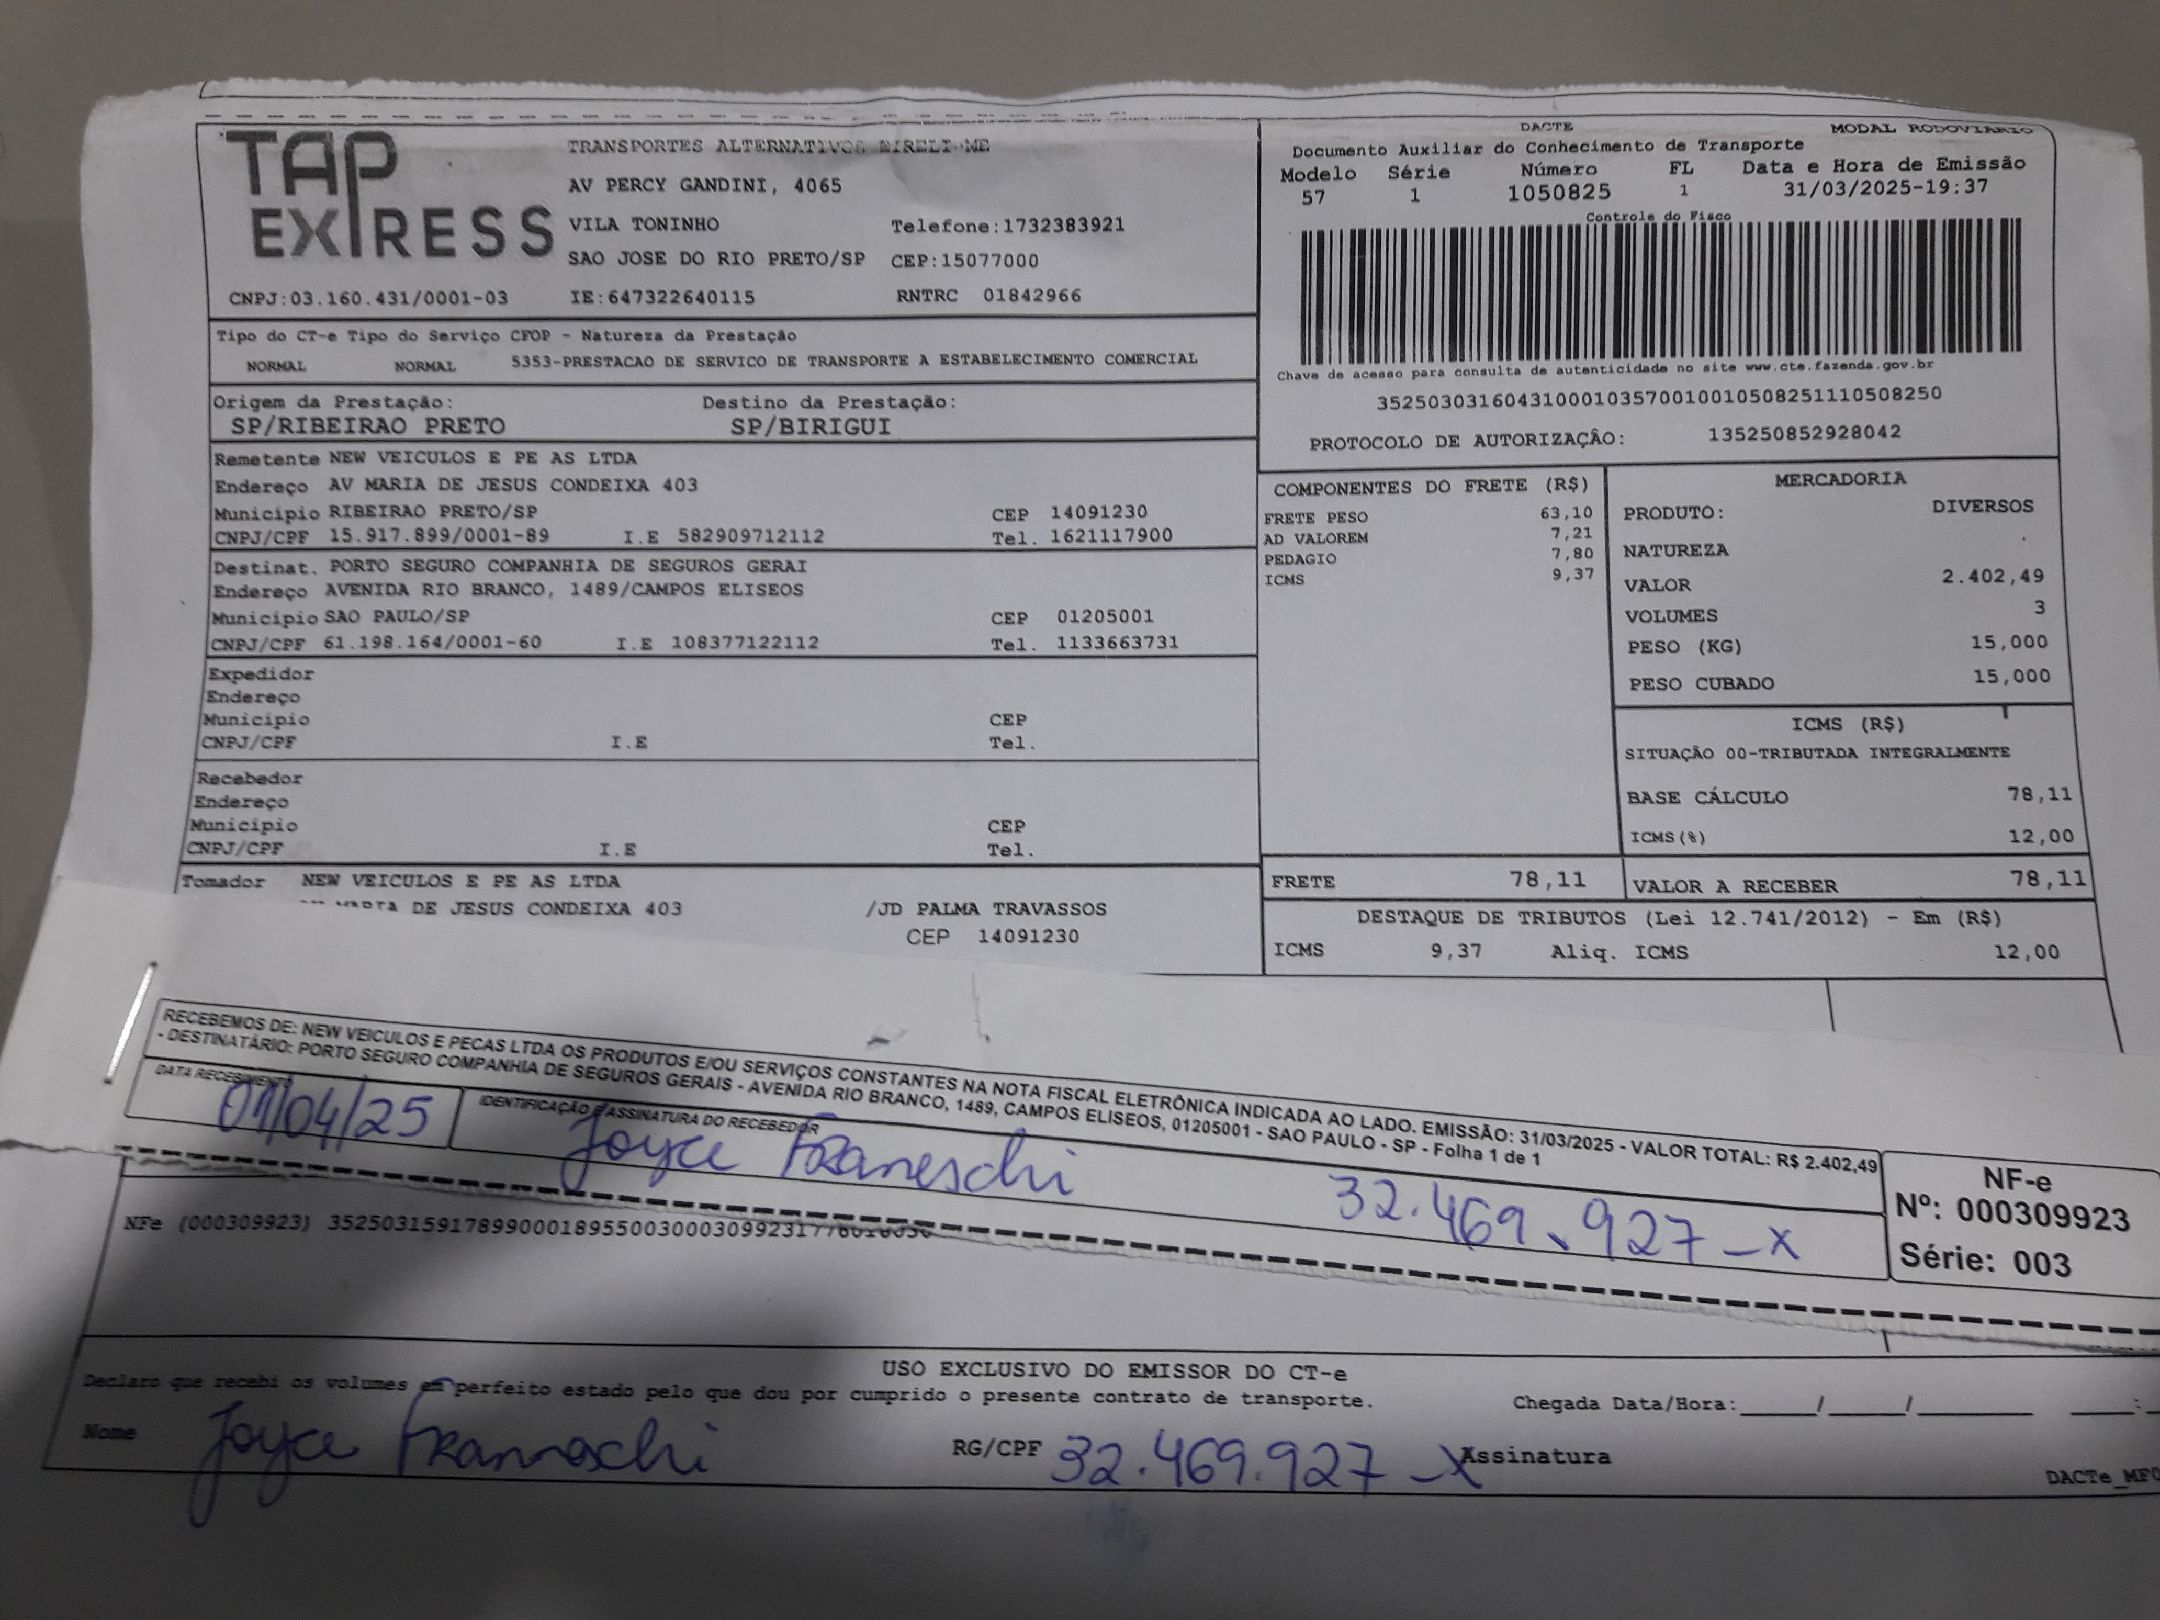 TAP EXPRESS
TRANSPORTES ALTERNATIVOS EIRELI-ME
AV PERCY GANDINI, 4065
VILA TONINHO Telefone:1732383921
SAO JOSE DO RIO PRETO/SP CEP:15077000
CNPJ:03.160.431/0001-03 IE:647322640115 RNTRC 01842966
DACTE MODAL RODOVIARIO
Documento Auxiliar do Conhecimento de Transporte
Modelo Série Número FL Data e Hora de Emissão
57 1 1050825 1 31/03/2025-19:37
Controle do Fisco
Chave de acesso para consulta de autenticidade no site www.cte.fazenda.gov.br
35250303160431000103570010010508251110508250
PROTOCOLO DE AUTORIZAÇÃO: 135250852928042
Tipo do CT-e Tipo do Serviço CFOP - Natureza da Prestação
NORMAL NORMAL 5353-PRESTACAO DE SERVICO DE TRANSPORTE A ESTABELECIMENTO COMERCIAL
Origem da Prestação: Destino da Prestação:
SP/RIBEIRAO PRETO SP/BIRIGUI
Remetente NEW VEICULOS E PE AS LTDA
Endereço AV MARIA DE JESUS CONDEIXA 403
Município RIBEIRAO PRETO/SP CEP 14091230
CNPJ/CPF 15.917.899/0001-89 I.E 582909712112 Tel. 1621117900
Destinat. PORTO SEGURO COMPANHIA DE SEGUROS GERAI
Endereço AVENIDA RIO BRANCO, 1489/CAMPOS ELISEOS
Município SAO PAULO/SP CEP 01205001
CNPJ/CPF 61.198.164/0001-60 I.E 108377122112 Tel. 1133663731
Expedidor
Endereço
Município CEP
CNPJ/CPF I.E Tel.
Recebedor
Endereço
Município CEP
CNPJ/CPF I.E Tel.
Tomador NEW VEICULOS E PE AS LTDA
MARIA DE JESUS CONDEIXA 403 /JD PALMA TRAVASSOS
CEP 14091230
COMPONENTES DO FRETE (R$)
FRETE PESO 63,10
AD VALOREM 7,21
PEDAGIO 7,80
ICMS 9,37
MERCADORIA
PRODUTO: DIVERSOS
NATUREZA
VALOR 2.402,49
VOLUMES 3
PESO (KG) 15,000
PESO CUBADO 15,000
ICMS (R$)
SITUAÇÃO 00-TRIBUTADA INTEGRALMENTE
BASE CÁLCULO 78,11
ICMS(%) 12,00
FRETE 78,11 VALOR A RECEBER 78,11
DESTAQUE DE TRIBUTOS (Lei 12.741/2012) - Em (R$)
ICMS 9,37 Aliq. ICMS 12,00
RECEBEMOS DE: NEW VEICULOS E PECAS LTDA OS PRODUTOS E/OU SERVIÇOS CONSTANTES NA NOTA FISCAL ELETRÔNICA INDICADA AO LADO. EMISSÃO: 31/03/2025 - VALOR TOTAL: R$ 2.402,49
- DESTINATÁRIO: PORTO SEGURO COMPANHIA DE SEGUROS GERAIS - AVENIDA RIO BRANCO, 1489, CAMPOS ELISEOS, 01205001 - SAO PAULO - SP - Folha 1 de 1
DATA RECEBIMENTO IDENTIFICAÇÃO E ASSINATURA DO RECEBEDOR
01/04/25 Joyce Franeschi 32.469.927-x
NF-e
Nº: 000309923
Série: 003
NFe (000309923)
USO EXCLUSIVO DO EMISSOR DO CT-e
Declaro que recebi os volumes em perfeito estado pelo que dou por cumprido o presente contrato de transporte. Chegada Data/Hora:____/____/______ ___:
Nome Joyce RG/CPF 32.469.927-X Assinatura